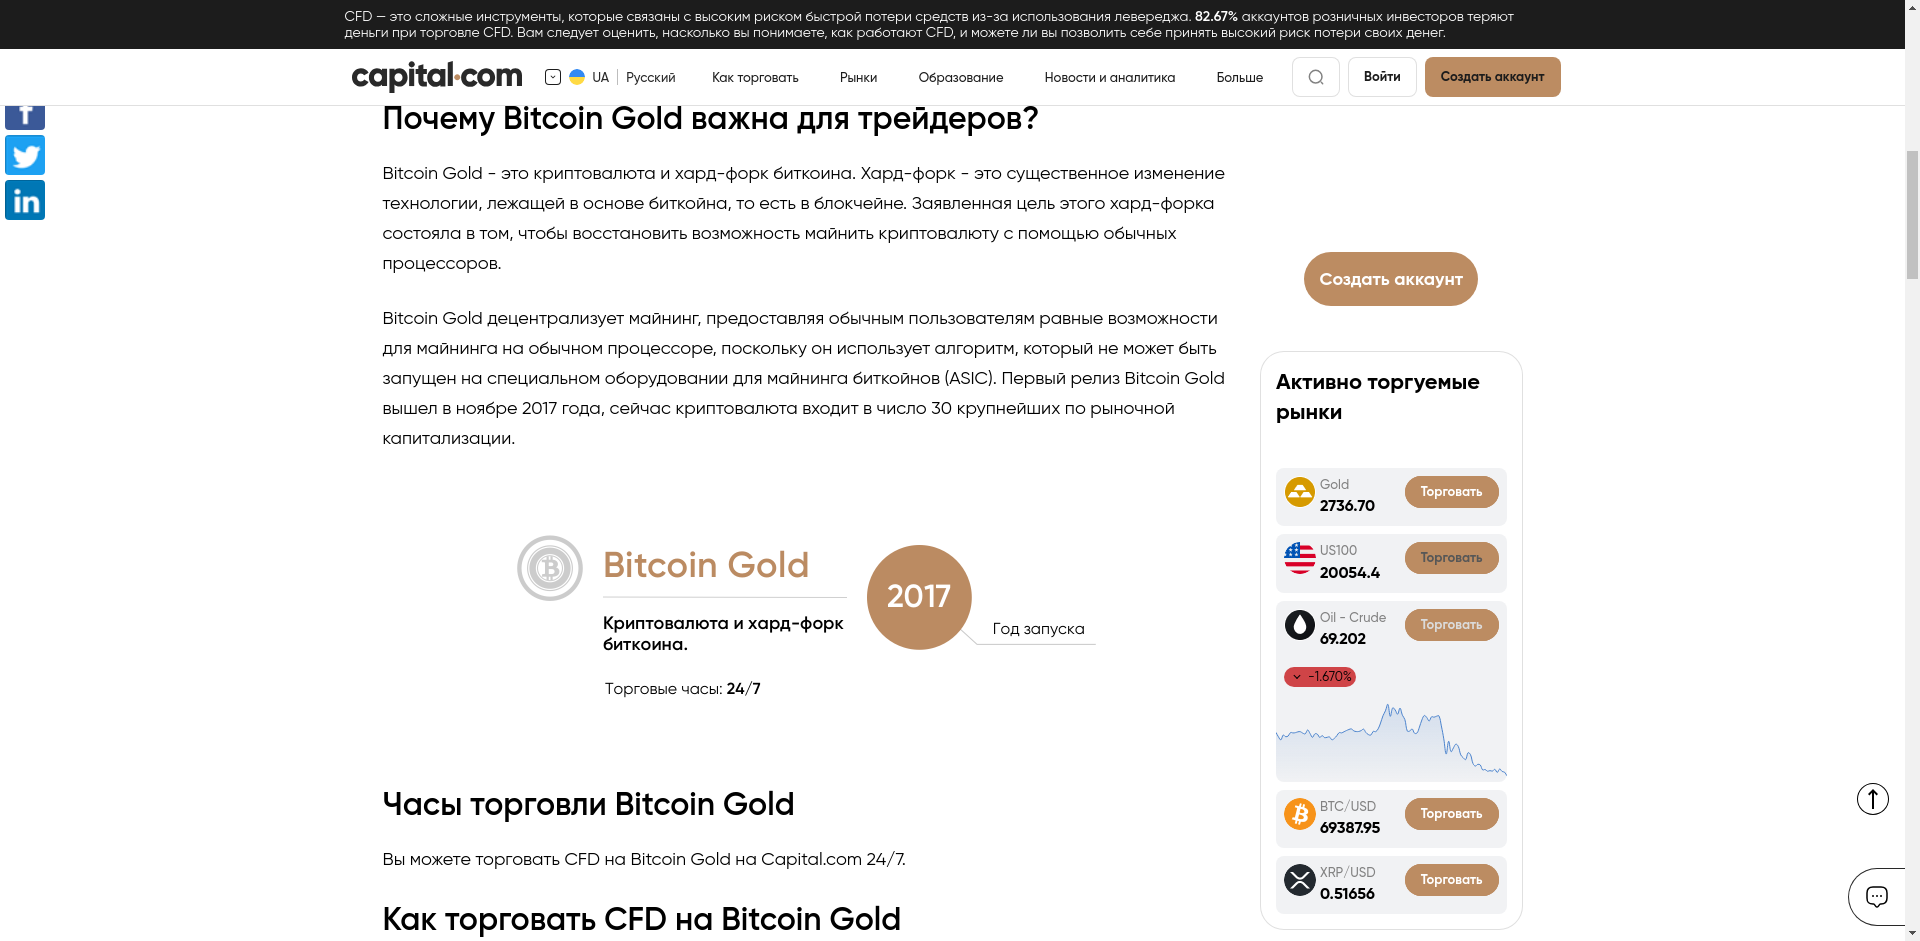 CFD — это сложные инструменты, которые связаны с высоким риском быстрой потери средств из-за использования левереджа. 82.67% аккаунтов розничных инвесторов теряют
деньги при торговле CFD. Вам следует оценить, насколько вы понимаете, как работают CFD, и можете ли вы позволить себе принять высокий риск потери своих денег.
capital.com
UA | Русский
Как торговать
Рынки
Образование
Новости и аналитика
Больше
Войти
Создать аккаунт
Почему Bitcoin Gold важна для трейдеров?
Bitcoin Gold - это криптовалюта и хард-форк биткоина. Хард-форк - это существенное изменение
технологии, лежащей в основе биткойна, то есть в блокчейне. Заявленная цель этого хард-форка
состояла в том, чтобы восстановить возможность майнить криптовалюту с помощью обычных
процессоров.
Bitcoin Gold децентрализует майнинг, предоставляя обычным пользователям равные возможности
для майнинга на обычном процессоре, поскольку он использует алгоритм, который не может быть
запущен на специальном оборудовании для майнинга биткойнов (ASIC). Первый релиз Bitcoin Gold
вышел в ноябре 2017 года, сейчас криптовалюта входит в число 30 крупнейших по рыночной
капитализации.
Bitcoin Gold
Криптовалюта и хард-форк
биткоина.
Торговые часы: 24/7
2017
Год запуска
Часы торговли Bitcoin Gold
Вы можете торговать CFD на Bitcoin Gold на Capital.com 24/7.
Как торговать CFD на Bitcoin Gold
Создать аккаунт
Активно торгуемые
рынки
Gold
2736.70
Торговать
US100
20054.4
Торговать
Oil - Crude
69.202
Торговать
-1.670%
BTC/USD
69387.95
Торговать
XRP/USD
0.51656
Торговать